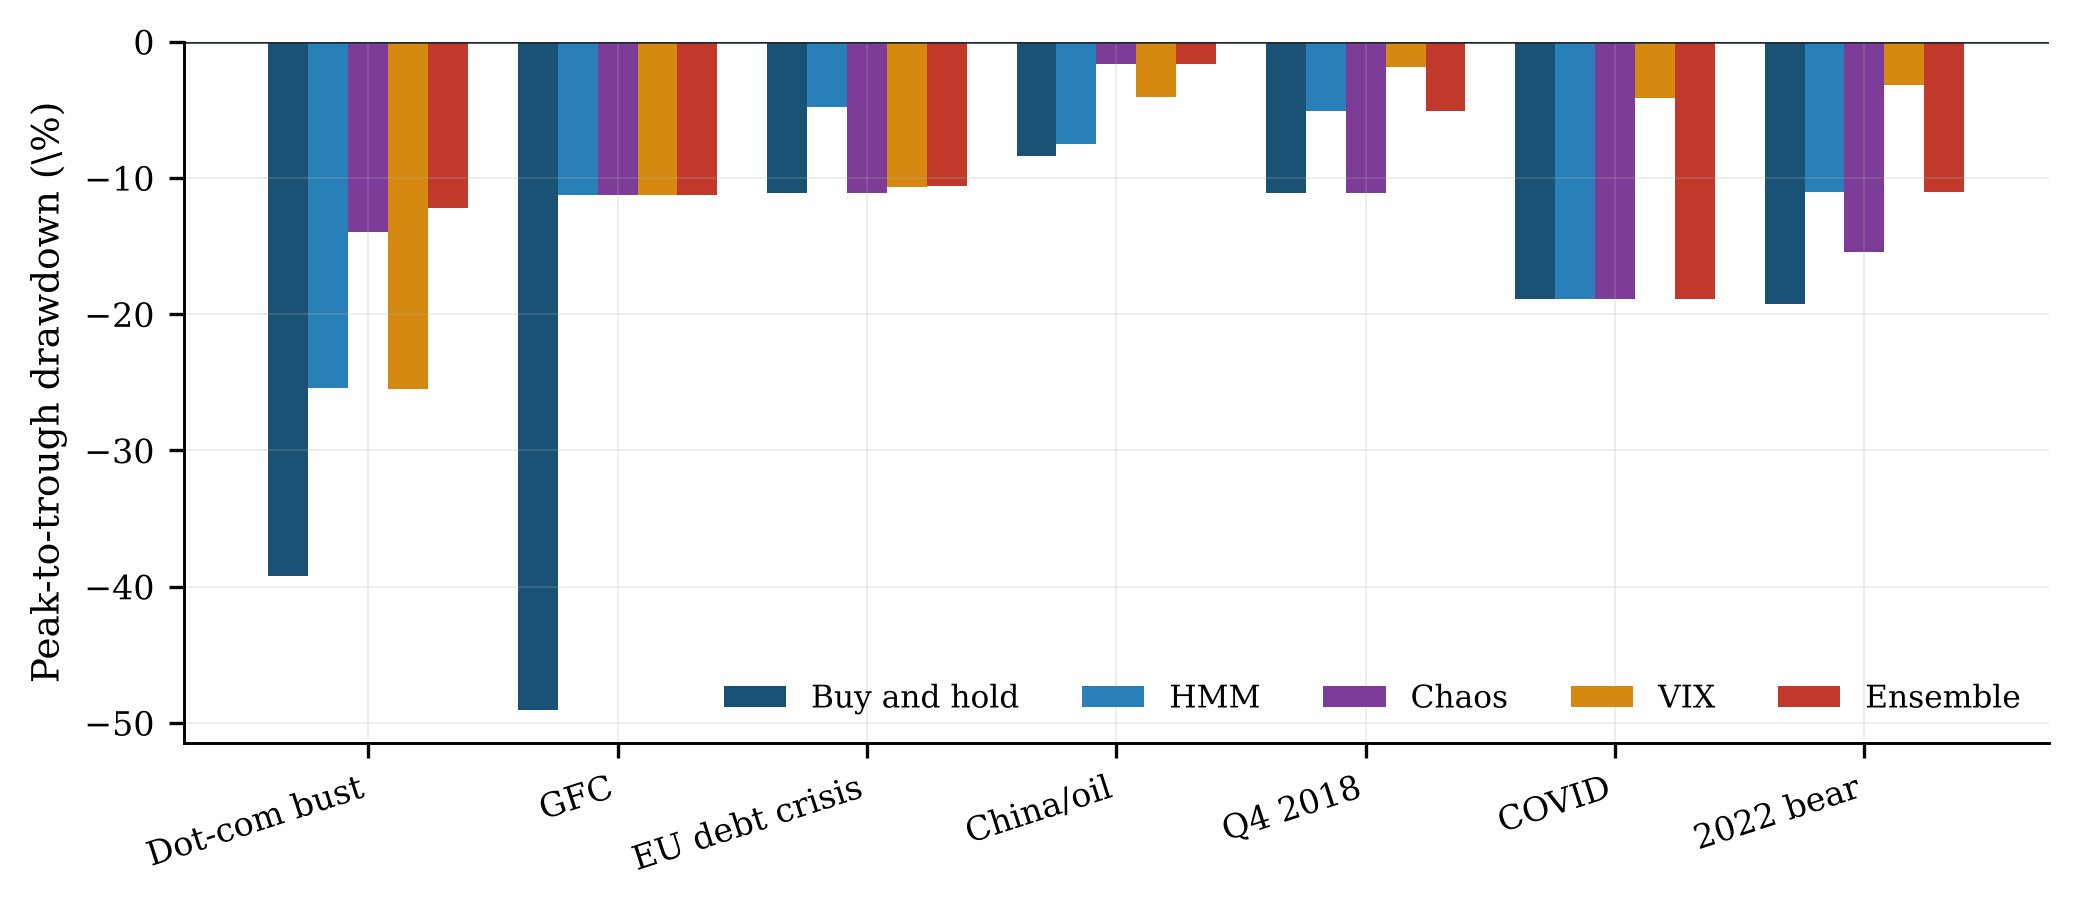 Peak-to-trough drawdown (\%)
0
−10
−20
−30
−40
−50
Buy and hold HMM Chaos VIX Ensemble
Dot-com bust GFC EU debt crisis China/oil Q4 2018 COVID 2022 bear